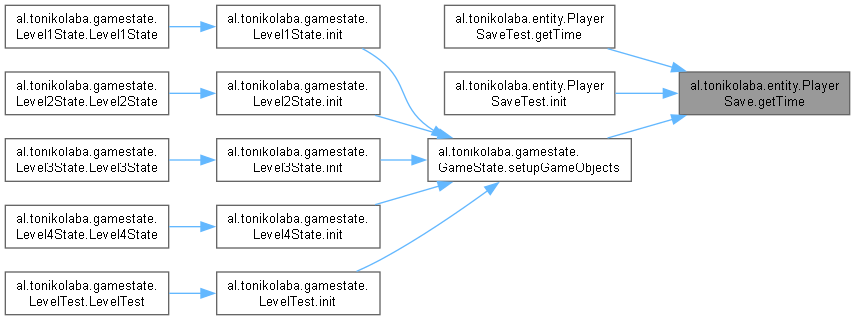 al.tonikolaba.gamestate.
Level1State.Level1State
al.tonikolaba.gamestate.
Level1State.init
al.tonikolaba.entity.Player
SaveTest.getTime
al.tonikolaba.gamestate.
Level2State.Level2State
al.tonikolaba.gamestate.
Level2State.init
al.tonikolaba.entity.Player
SaveTest.init
al.tonikolaba.entity.Player
Save.getTime
al.tonikolaba.gamestate.
Level3State.Level3State
al.tonikolaba.gamestate.
Level3State.init
al.tonikolaba.gamestate.
GameState.setupGameObjects
al.tonikolaba.gamestate.
Level4State.Level4State
al.tonikolaba.gamestate.
Level4State.init
al.tonikolaba.gamestate.
LevelTest.LevelTest
al.tonikolaba.gamestate.
LevelTest.init